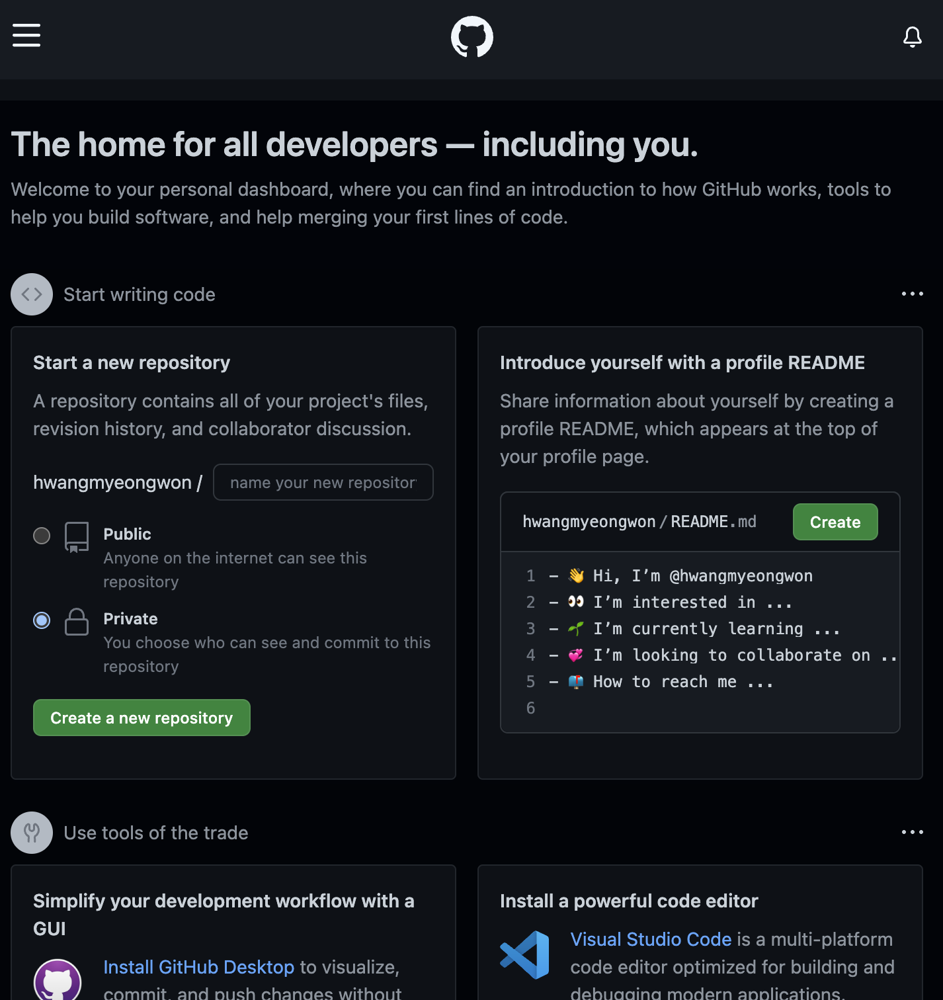 The home for all developers — including you.
Welcome to your personal dashboard, where you can find an introduction to how GitHub works, tools to
help you build software, and help merging your first lines of code.
Start writing code
Start a new repository
A repository contains all of your project's files,
revision history, and collaborator discussion.
hwangmyeongwon /
name your new repositor
Public
Anyone on the internet can see this
repository
Private
You choose who can see and commit to this
repository
Create a new repository
Introduce yourself with a profile README
Share information about yourself by creating a
profile README, which appears at the top of
your profile page.
hwangmyeongwon / README.md
Create
1 - 👋 Hi, I’m @hwangmyeongwon
2 - 👀 I’m interested in ...
3 - 🌱 I’m currently learning ...
4 - 💞️ I’m looking to collaborate on ..
5 - 📫 How to reach me ...
6
Use tools of the trade
Simplify your development workflow with a
GUI
Install GitHub Desktop to visualize,
commit, and push changes without
Install a powerful code editor
Visual Studio Code is a multi-platform
code editor optimized for building and
debugging modern applications.